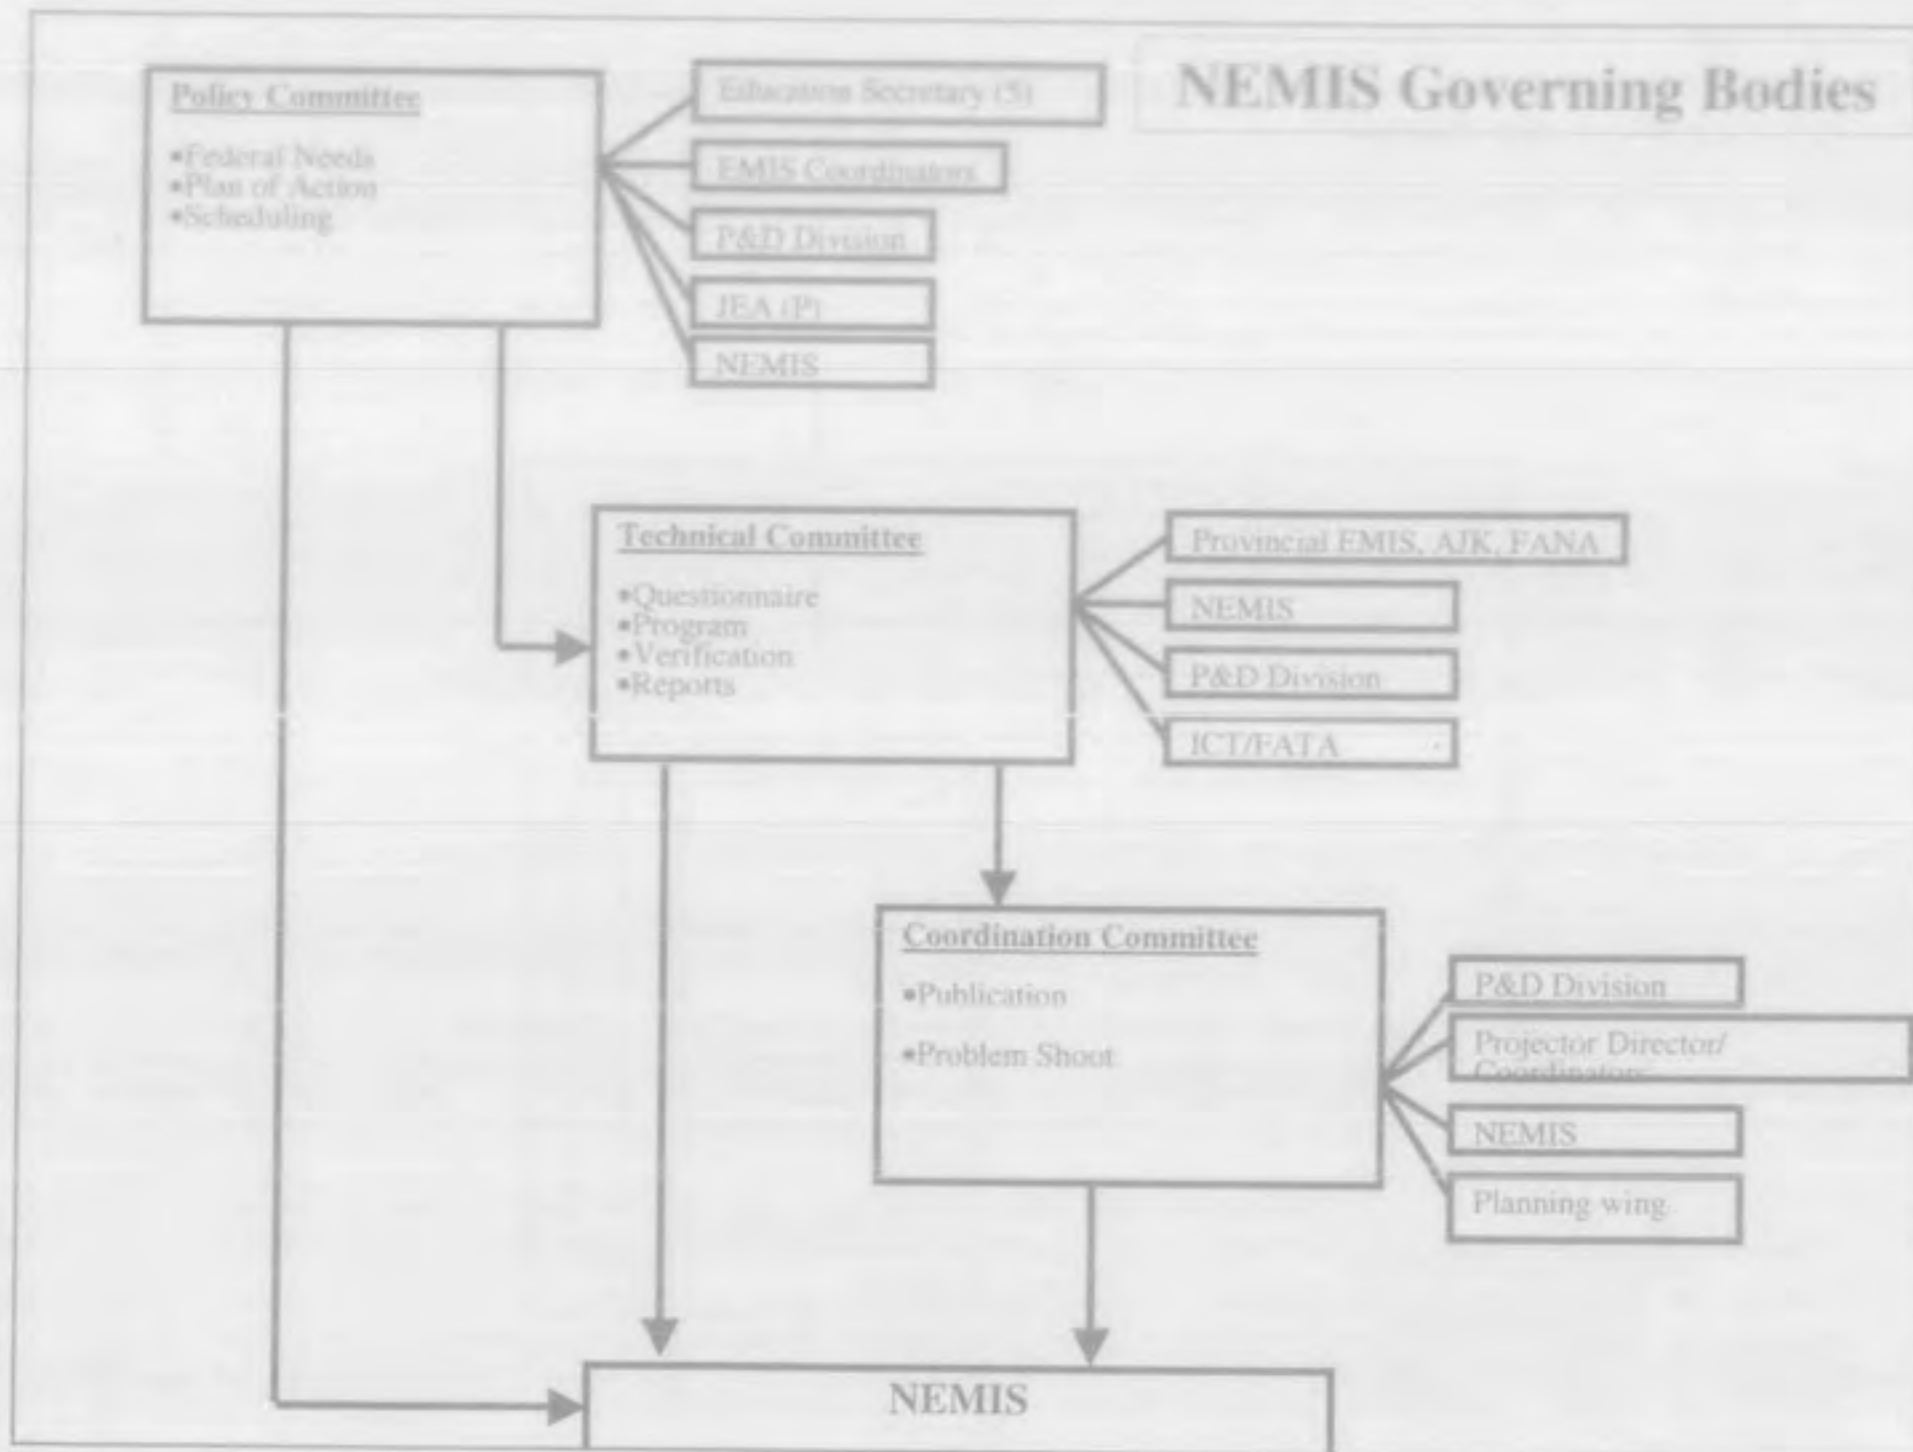 NEMIS Governing Bodies
Policy Committee
•Federal Needs
•Plan of Action
•Scheduling
Education Secretary (5)
EMIS Coordinators
P&D Division
JEA (P)
NEMIS
Technical Committee
•Questionnaire
•Program
•Verification
•Reports
Provincial EMIS, AJK, FANA
NEMIS
P&D Division
ICT/FATA
Coordination Committee
•Publication
•Problem Shoot
P&D Division
Projector Director/
Coordinators
NEMIS
Planning wing
NEMIS